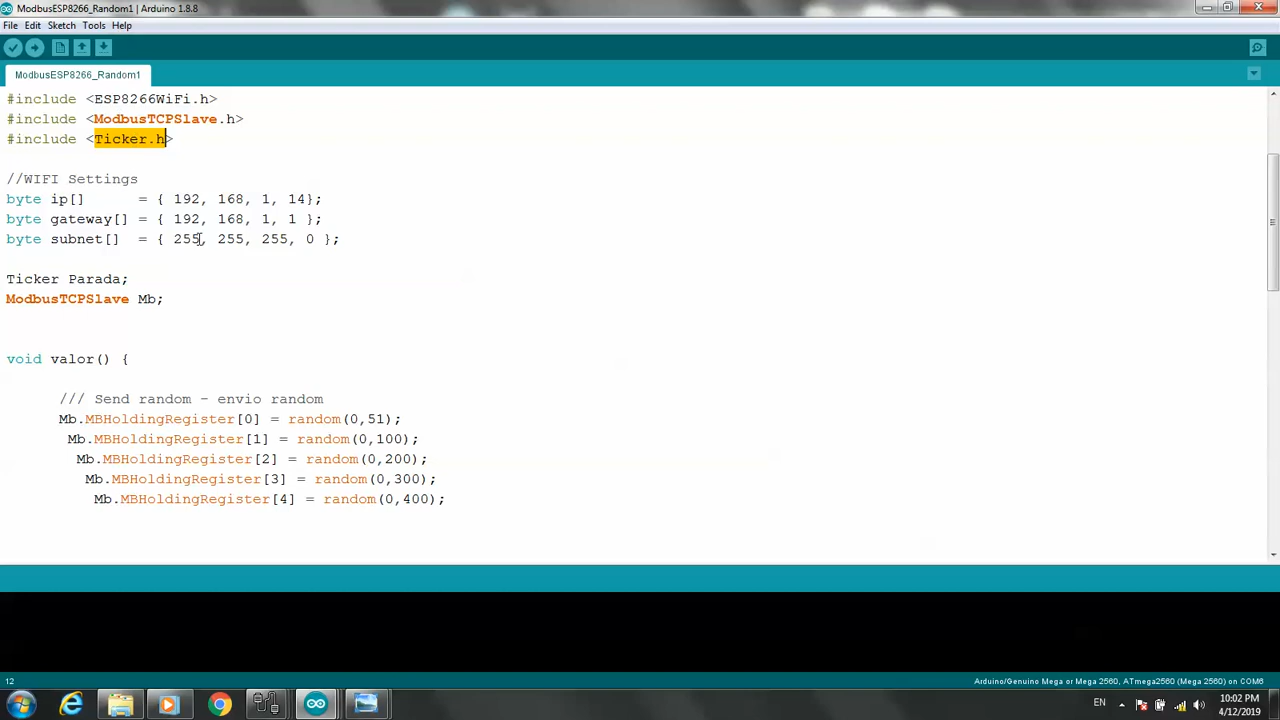 ModbusESP8266_Random1 | Arduino 1.8.8
File Edit Sketch Tools Help
ModbusESP8266_Random1
#include <ESP8266WiFi.h>
#include <ModbusTCPSlave.h>
#include <Ticker.h>
//WIFI Settings
byte ip[]      = { 192, 168, 1, 14};
byte gateway[] = { 192, 168, 1, 1 };
byte subnet[]  = { 255, 255, 255, 0 };
Ticker Parada;
ModbusTCPSlave Mb;
void valor() {
/// Send random - envio random
Mb.MBHoldingRegister[0] = random(0,51);
Mb.MBHoldingRegister[1] = random(0,100);
Mb.MBHoldingRegister[2] = random(0,200);
Mb.MBHoldingRegister[3] = random(0,300);
Mb.MBHoldingRegister[4] = random(0,400);
12
Arduino/Genuino Mega or Mega 2560, ATmega2560 (Mega 2560) on COM6
EN
10:02 PM
4/12/2019